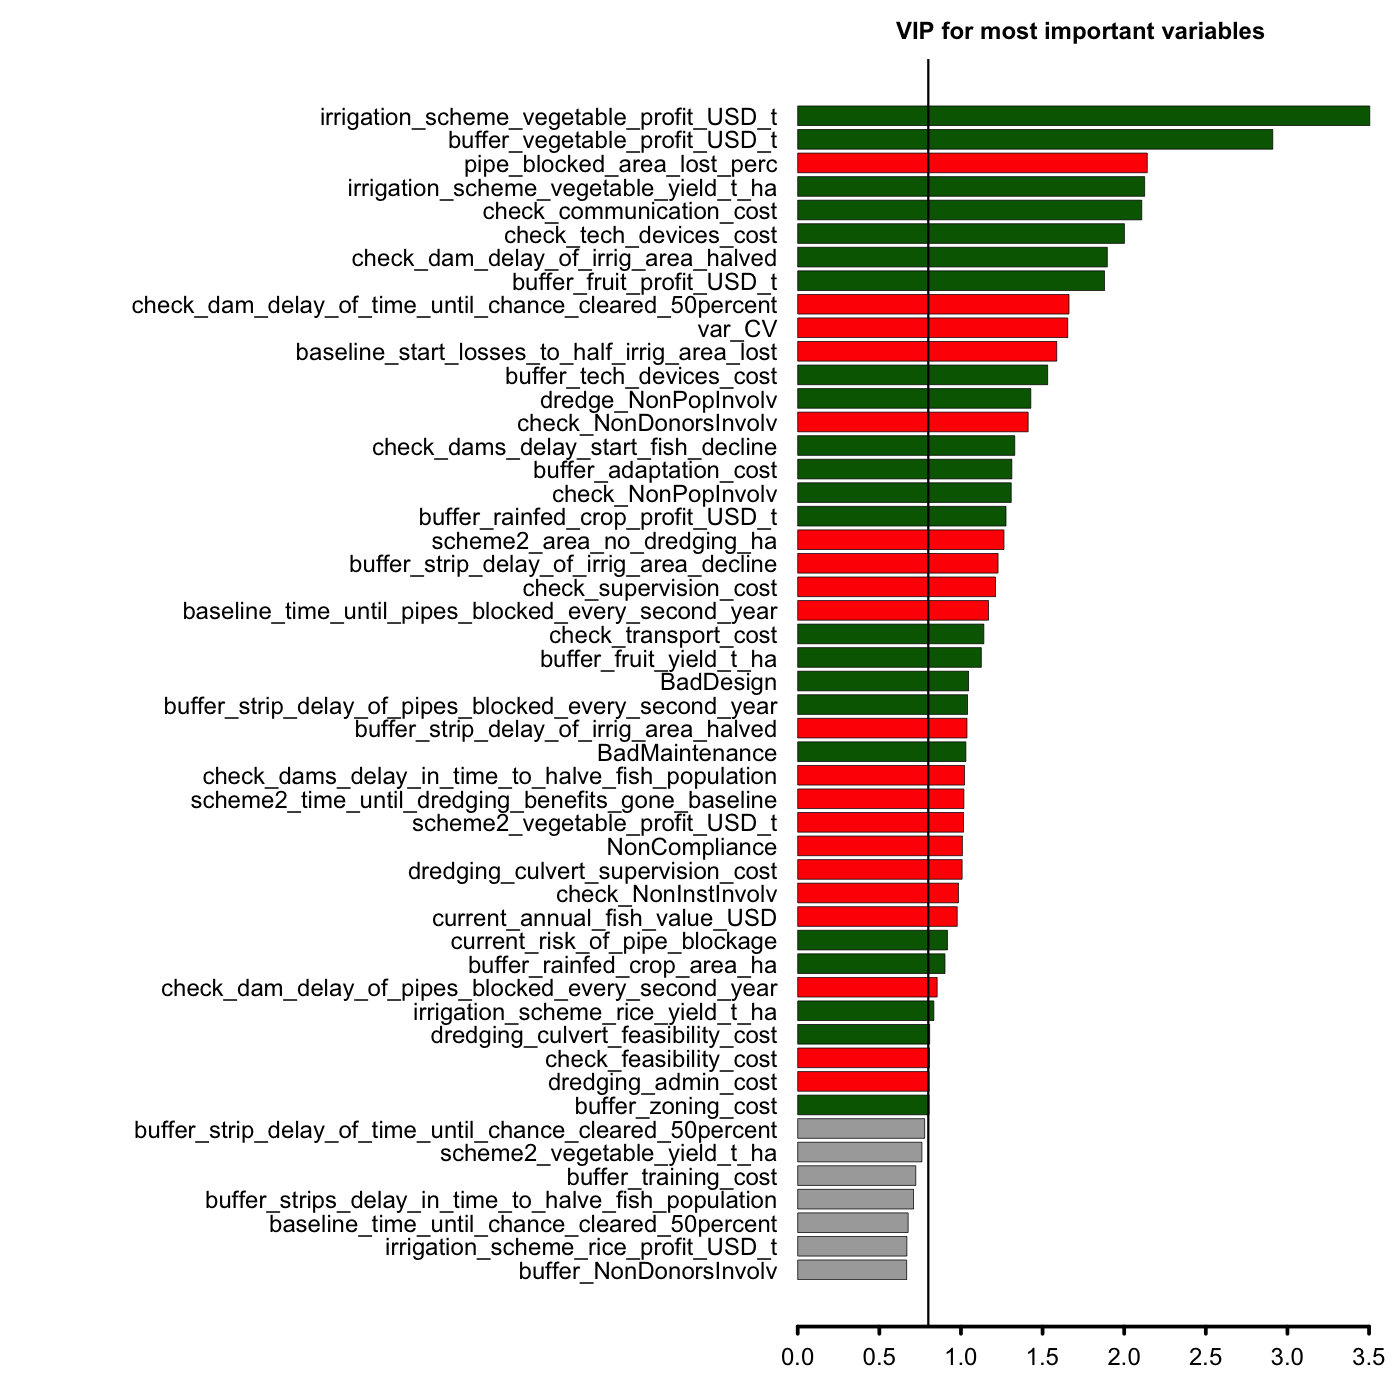 VIP for most important variables
irrigation_scheme_vegetable_profit_USD_t
buffer_vegetable_profit_USD_t
pipe_blocked_area_lost_perc
irrigation_scheme_vegetable_yield_t_ha
check_communication_cost
check_tech_devices_cost
check_dam_delay_of_irrig_area_halved
buffer_fruit_profit_USD_t
check_dam_delay_of_time_until_chance_cleared_50percent
var_CV
baseline_start_losses_to_half_irrig_area_lost
buffer_tech_devices_cost
dredge_NonPopInvolv
check_NonDonorsInvolv
check_dams_delay_start_fish_decline
buffer_adaptation_cost
check_NonPopInvolv
buffer_rainfed_crop_profit_USD_t
scheme2_area_no_dredging_ha
buffer_strip_delay_of_irrig_area_decline
check_supervision_cost
baseline_time_until_pipes_blocked_every_second_year
check_transport_cost
buffer_fruit_yield_t_ha
BadDesign
buffer_strip_delay_of_pipes_blocked_every_second_year
buffer_strip_delay_of_irrig_area_halved
BadMaintenance
check_dams_delay_in_time_to_halve_fish_population
scheme2_time_until_dredging_benefits_gone_baseline
scheme2_vegetable_profit_USD_t
NonCompliance
dredging_culvert_supervision_cost
check_NonInstInvolv
current_annual_fish_value_USD
current_risk_of_pipe_blockage
buffer_rainfed_crop_area_ha
check_dam_delay_of_pipes_blocked_every_second_year
irrigation_scheme_rice_yield_t_ha
dredging_culvert_feasibility_cost
check_feasibility_cost
dredging_admin_cost
buffer_zoning_cost
buffer_strip_delay_of_time_until_chance_cleared_50percent
scheme2_vegetable_yield_t_ha
buffer_training_cost
buffer_strips_delay_in_time_to_halve_fish_population
baseline_time_until_chance_cleared_50percent
irrigation_scheme_rice_profit_USD_t
buffer_NonDonorsInvolv
0.0 0.5 1.0 1.5 2.0 2.5 3.0 3.5